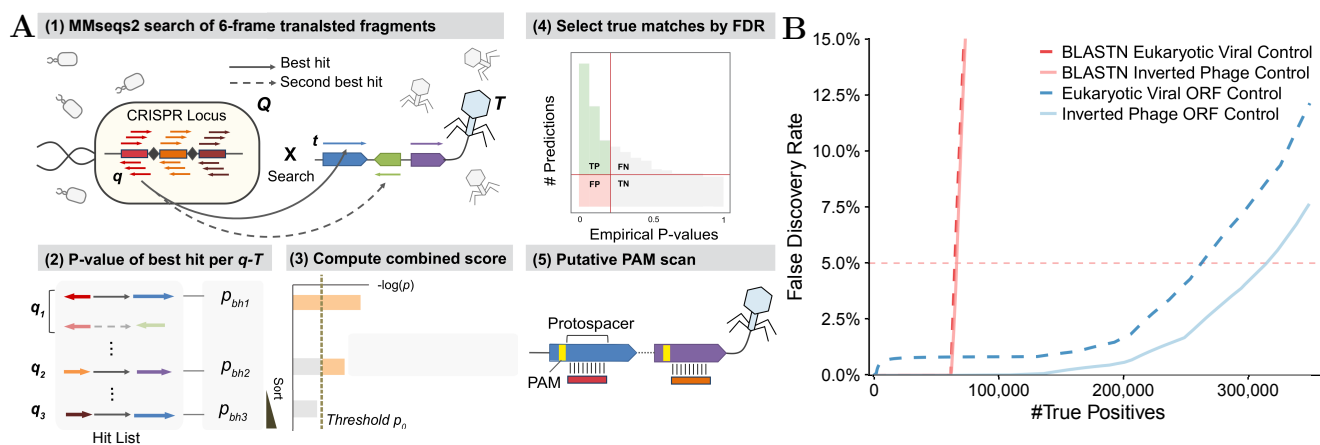 A
(1) MMseqs2 search of 6-frame transalted fragments
Best hit
Second best hit
Q
CRISPR Locus
q
X
Search
t
T
(2) P-value of best hit per q-T
q1
q2
q3
pbh1
pbh2
pbh3
Hit List
Sort
(3) Compute combined score
-log(p)
Threshold p0
(4) Select true matches by FDR
# Predictions
TP
FN
FP
TN
0
0.5
1
Empirical P-values
(5) Putative PAM scan
Protospacer
PAM
B
15.0%
12.5%
10.0%
7.5%
5.0%
2.5%
0.0%
False Discovery Rate
BLASTN Eukaryotic Viral Control
BLASTN Inverted Phage Control
Eukaryotic Viral ORF Control
Inverted Phage ORF Control
0
100,000
200,000
300,000
#True Positives